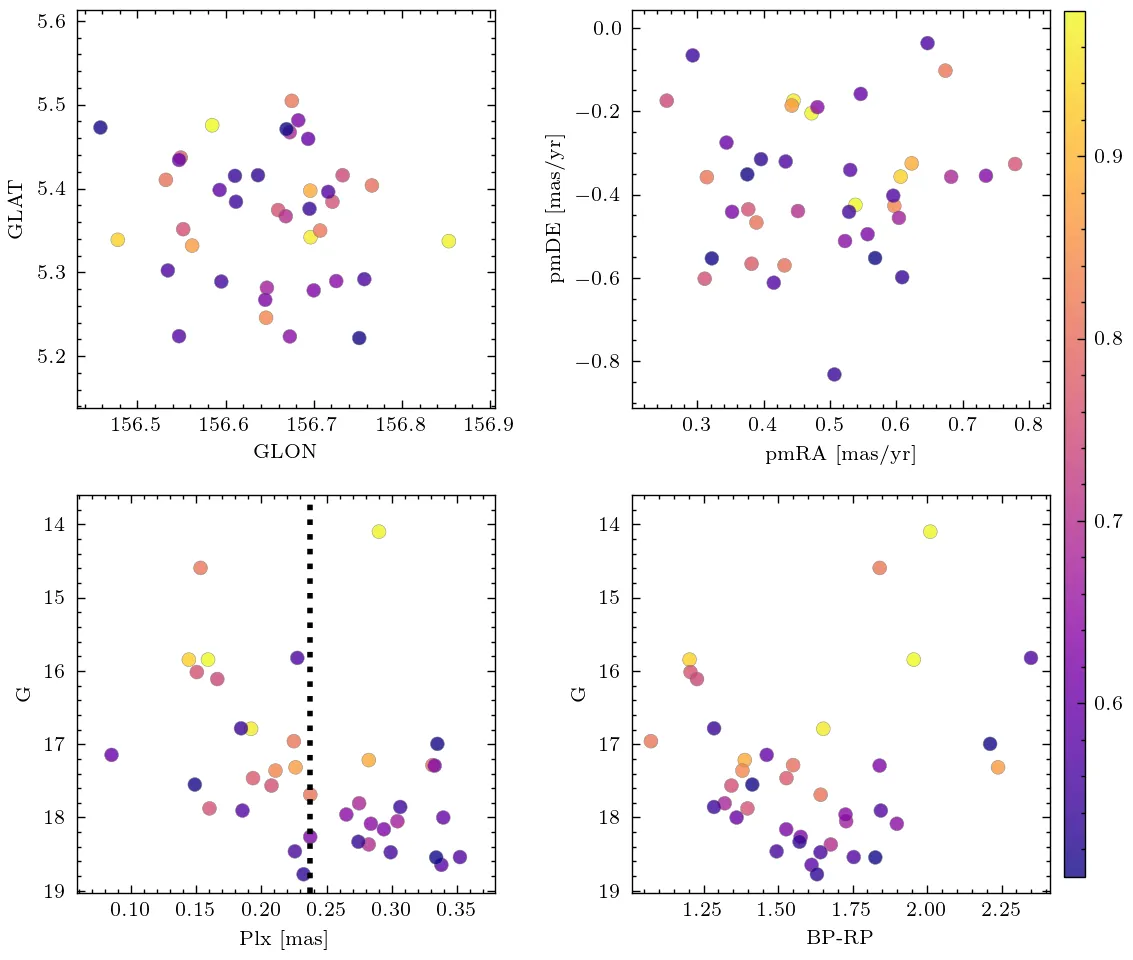 5.6
5.5
5.4
5.3
5.2
GLAT
156.5 156.6 156.7 156.8 156.9
GLON
0.0
−0.2
−0.4
−0.6
−0.8
pmDE [mas/yr]
0.3 0.4 0.5 0.6 0.7 0.8
pmRA [mas/yr]
0.9
0.8
0.7
0.6
14
15
16
17
18
19
G
0.10 0.15 0.20 0.25 0.30 0.35
Plx [mas]
14
15
16
17
18
19
G
1.25 1.50 1.75 2.00 2.25
BP-RP